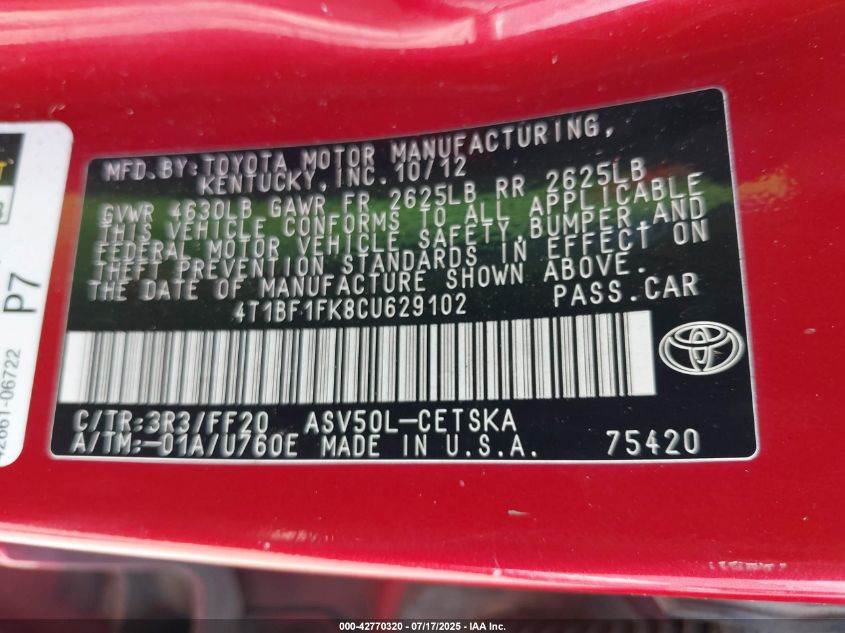 MFD.BY:TOYOTA MOTOR MANUFACTURING,
KENTUCKY,INC. 10/12
GVWR 4630LB GAWR FR 2625LB RR 2625LB
THIS VEHICLE CONFORMS TO ALL APPLICABLE
FEDERAL MOTOR VEHICLE SAFETY,BUMPER,AND
THEFT PREVENTION STANDARDS IN EFFECT ON
THE DATE OF MANUFACTURE SHOWN ABOVE.
4T1BF1FK8CU629102 PASS.CAR
C/TR:3R3/FF20 ASV50L-CETSKA
A/TM:-01A/U760E MADE IN U.S.A. 75420
P7
42661-06722
000-42770320 - 07/17/2025 - IAA Inc.